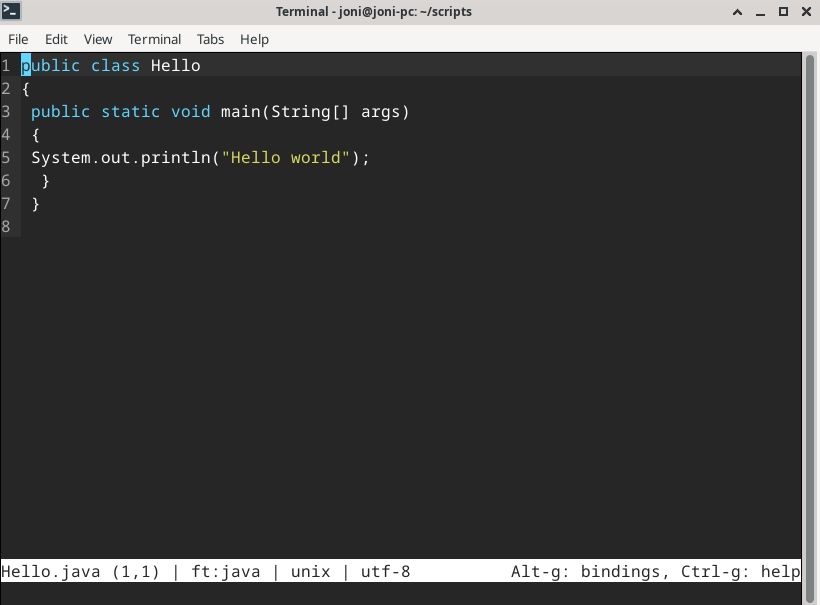 Terminal - joni@joni-pc: ~/scripts
File Edit View Terminal Tabs Help
1 public class Hello
2 {
3  public static void main(String[] args)
4  {
5  System.out.println("Hello world");
6   }
7  }
8
Hello.java (1,1) | ft:java | unix | utf-8 Alt-g: bindings, Ctrl-g: help